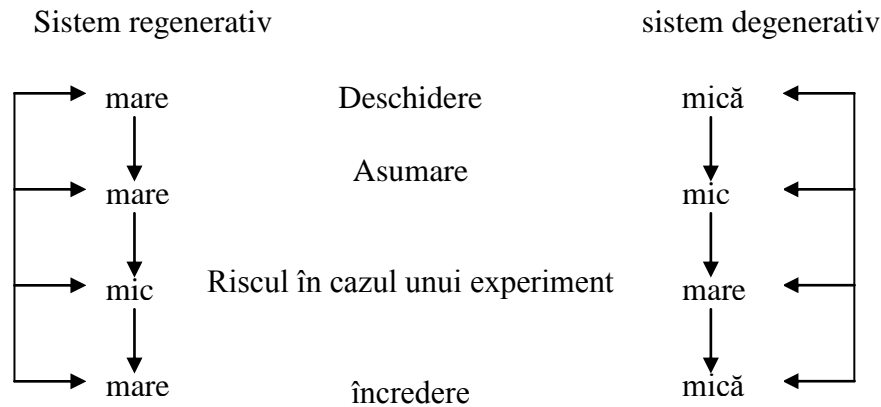 Sistem regenerativ sistem degenerativ
mare Deschidere mică
Asumare
mare mic
mic Riscul în cazul unui experiment mare
mare încredere mică